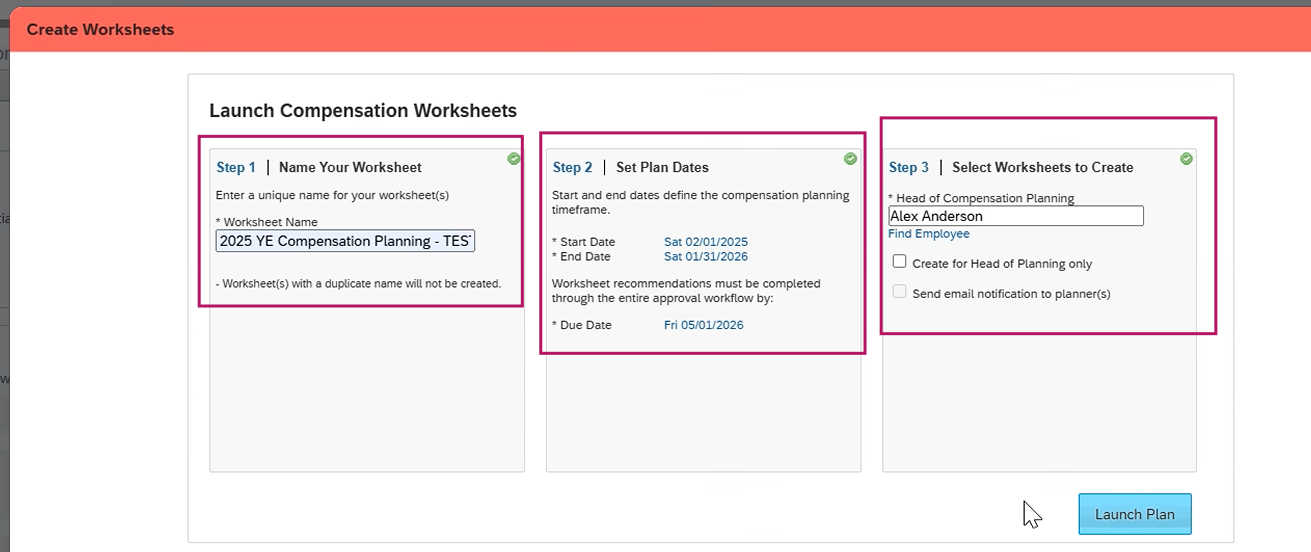 Create Worksheets
Launch Compensation Worksheets
Step 1 | Name Your Worksheet
Enter a unique name for your worksheet(s)
* Worksheet Name
2025 YE Compensation Planning - TES
- Worksheet(s) with a duplicate name will not be created.
Step 2 | Set Plan Dates
Start and end dates define the compensation planning
timeframe.
* Start Date Sat 02/01/2025
* End Date Sat 01/31/2026
Worksheet recommendations must be completed
through the entire approval workflow by:
* Due Date Fri 05/01/2026
Step 3 | Select Worksheets to Create
* Head of Compensation Planning
Alex Anderson
Find Employee
Create for Head of Planning only
Send email notification to planner(s)
Launch Plan